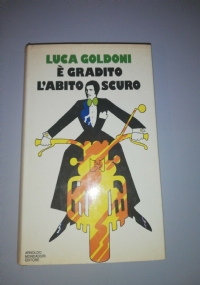 LUCA GOLDONI
È GRADITO
L'ABITO SCURO
ARNOLDO
MONDADORI
EDITORE